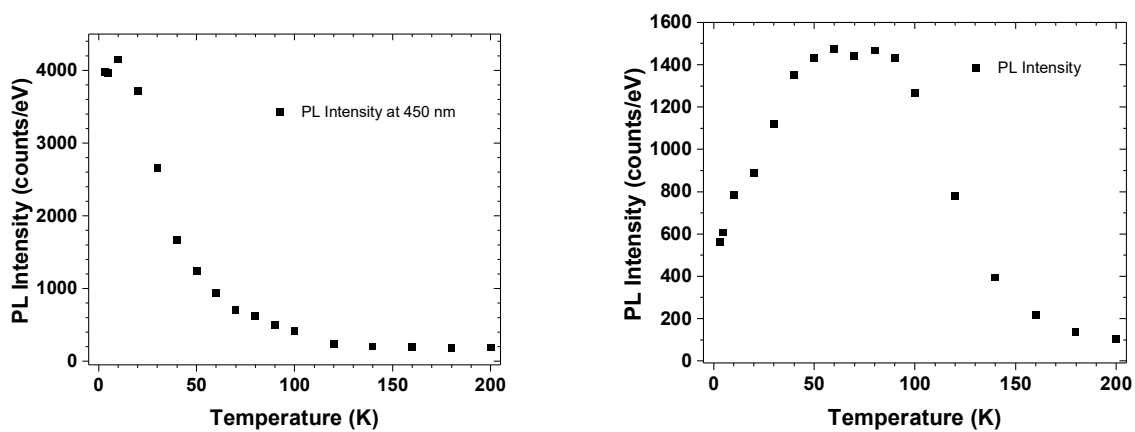 4000
3000
2000
1000
0
PL Intensity (counts/eV)
PL Intensity at 450 nm
0 50 100 150 200
Temperature (K)
1600
1400
1200
1000
800
600
400
200
0
PL Intensity (counts/eV)
PL Intensity
0 50 100 150 200
Temperature (K)